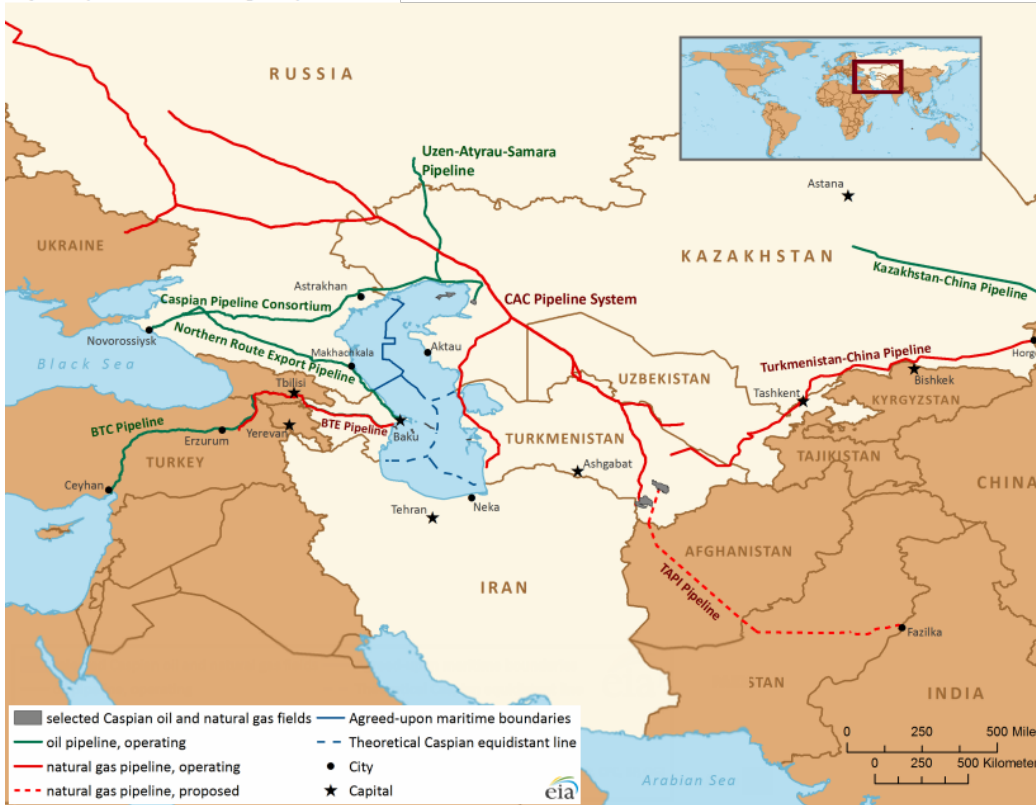 RUSSIA
Uzen-Atyrau-Samara
Pipeline
Astana
UKRAINE
KAZAKHSTAN
Kazakhstan-China Pipeline
Astrakhan
Caspian Pipeline Consortium
CAC Pipeline System
Novorossiysk
Northern Route Export Pipeline
Makhachkala
Aktau
Black Sea
Turkmenistan-China Pipeline
Horgo
Bishkek
Tbilisi
UZBEKISTAN
Tashkent
KYRGYZSTAN
BTC Pipeline
BTE Pipeline
Baku
Erzurum
Yerevan
TURKMENISTAN
TURKEY
Ashgabat
TAJIKISTAN
CHINA
Ceyhan
Neka
Tehran
AFGHANISTAN
IRAN
TAPI Pipeline
Fazilka
STAN
INDIA
selected Caspian oil and natural gas fields
Agreed-upon maritime boundaries
oil pipeline, operating
Theoretical Caspian equidistant line
natural gas pipeline, operating
City
natural gas pipeline, proposed
Capital
eia
Arabian Sea
0 250 500 Mile
0 250 500 Kilometer